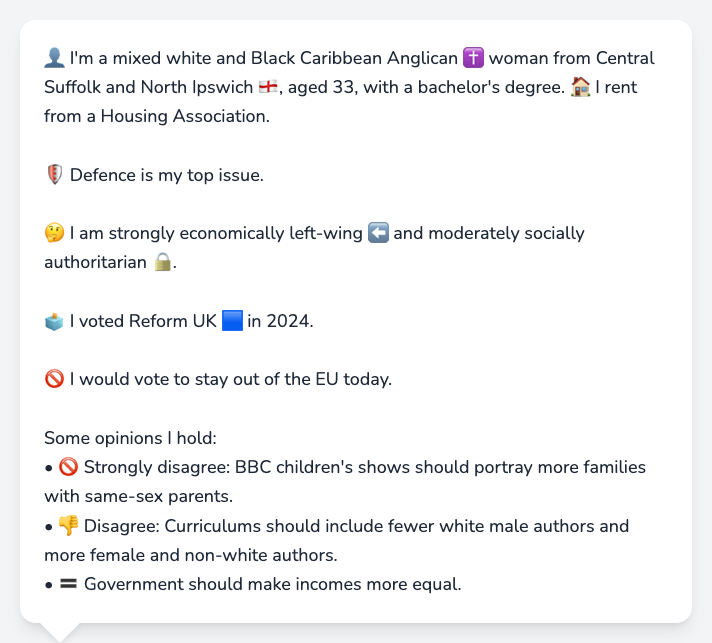 👤 I'm a mixed white and Black Caribbean Anglican ✝️ woman from Central
Suffolk and North Ipswich 🏴󠁧󠁢󠁥󠁮󠁧󠁿, aged 33, with a bachelor's degree. 🏠 I rent
from a Housing Association.
🛡️ Defence is my top issue.
🤔 I am strongly economically left-wing ⬅️ and moderately socially
authoritarian 🔒.
🗳️ I voted Reform UK 🟦 in 2024.
🚫 I would vote to stay out of the EU today.
Some opinions I hold:
• 🚫 Strongly disagree: BBC children's shows should portray more families
with same-sex parents.
• 👎 Disagree: Curriculums should include fewer white male authors and
more female and non-white authors.
• 🟰 Government should make incomes more equal.